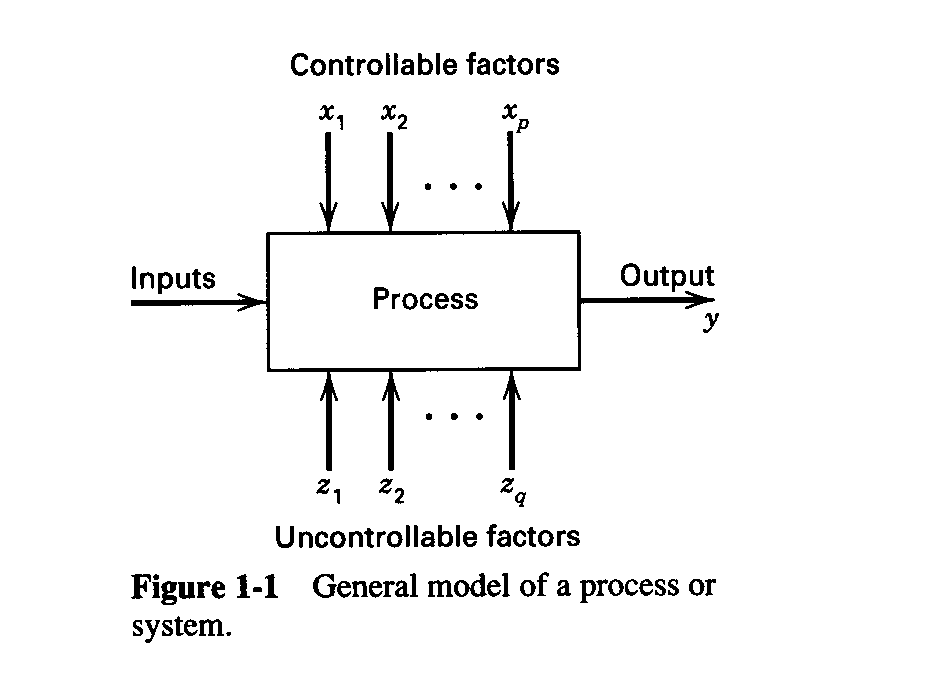 Controllable factors
x1 x2 . . . xp
Inputs
Process
Output
y
. . .
z1 z2 zq
Uncontrollable factors
Figure 1-1 General model of a process or
system.